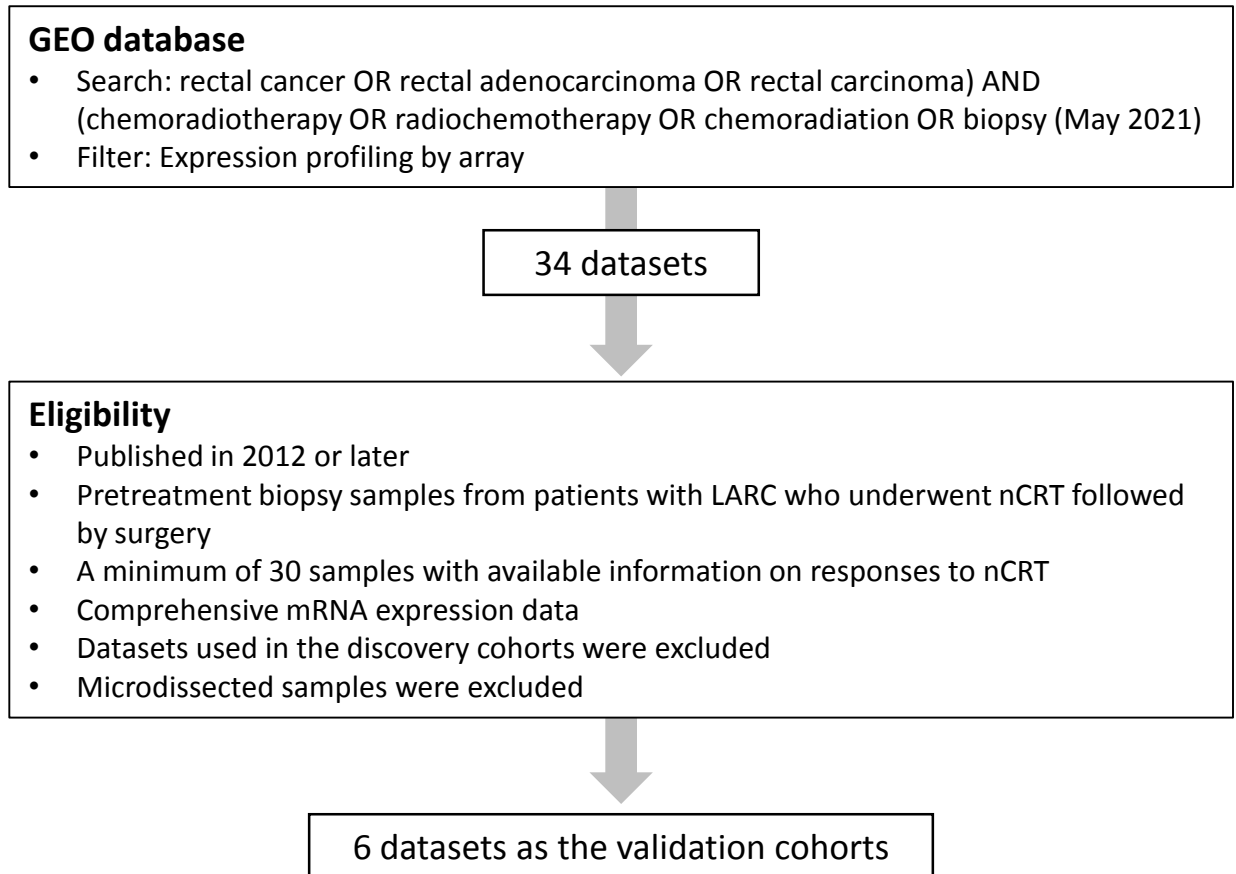 GEO database
• Search: rectal cancer OR rectal adenocarcinoma OR rectal carcinoma) AND
(chemoradiotherapy OR radiochemotherapy OR chemoradiation OR biopsy (May 2021)
• Filter: Expression profiling by array
34 datasets
Eligibility
• Published in 2012 or later
• Pretreatment biopsy samples from patients with LARC who underwent nCRT followed
by surgery
• A minimum of 30 samples with available information on responses to nCRT
• Comprehensive mRNA expression data
• Datasets used in the discovery cohorts were excluded
• Microdissected samples were excluded
6 datasets as the validation cohorts